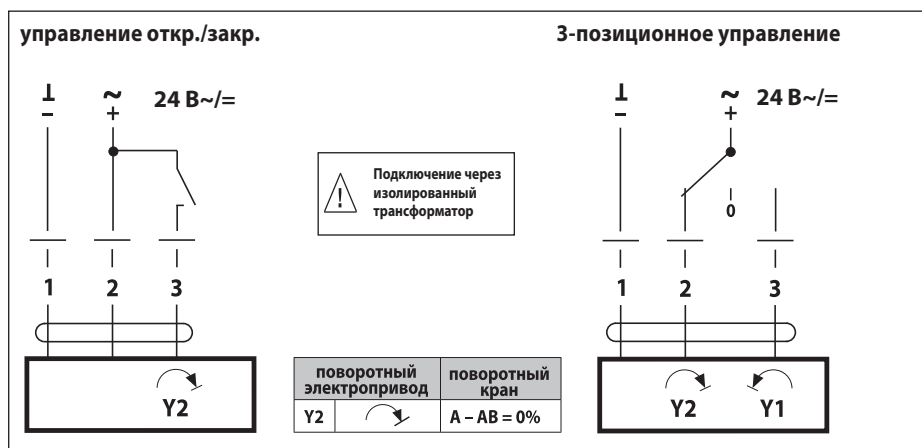 управление откр./закр.
3-позиционное управление
⊥ ~ 24 В~/=
- +
⊥ ~ 24 В~/=
- +
Подключение через
изолированный
трансформатор
!
0
1 2 3
1 2 3
Y2
поворотный
электропривод
поворотный
кран
Y2
A – AB = 0%
Y2 Y1